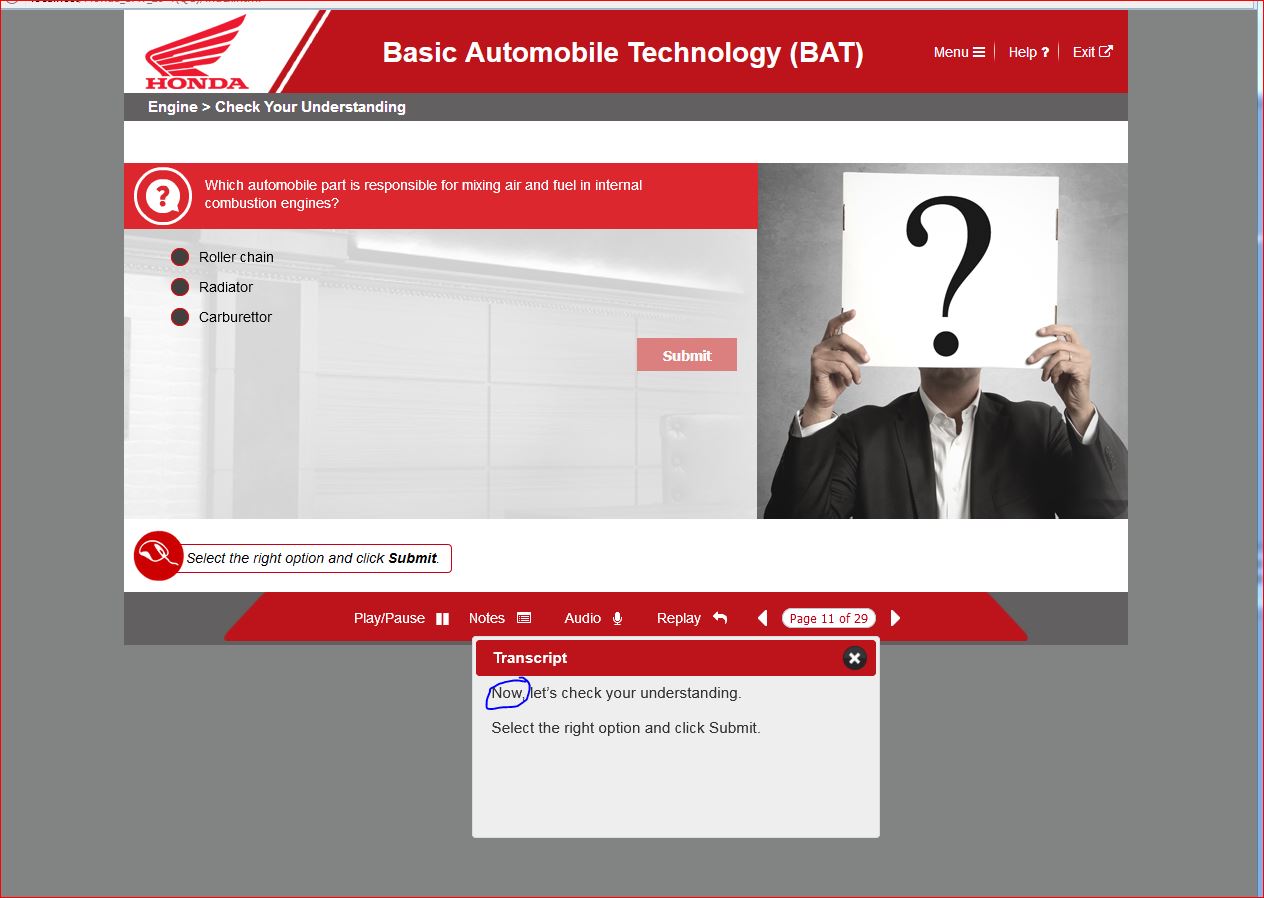 HONDA
Basic Automobile Technology (BAT)
Menu
Help ?
Exit
Engine > Check Your Understanding
?
Which automobile part is responsible for mixing air and fuel in internal
combustion engines?
Roller chain
Radiator
Carburettor
Submit
?
Select the right option and click Submit.
Play/Pause
Notes
Audio
Replay
Page 11 of 29
Transcript
Now, let’s check your understanding.
Select the right option and click Submit.